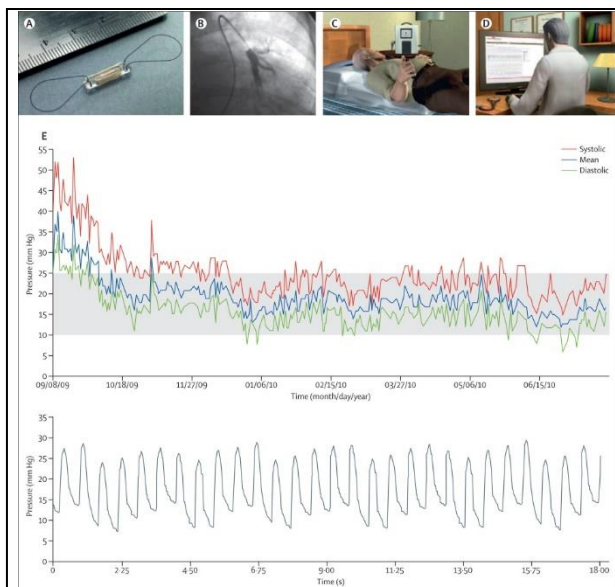 A
B
C
D
E
55
50
45
40
35
30
25
20
15
10
5
0
Pressure (mm Hg)
Systolic
Mean
Diastolic
09/08/09 10/18/09 11/27/09 01/06/10 02/15/10 03/27/10 05/06/10 06/15/10
Time (month/day/year)
35
30
25
20
15
10
5
0
Pressure (mm Hg)
0 2·25 4·50 6·75 9·00 11·25 13·50 15·75 18·00
Time (s)